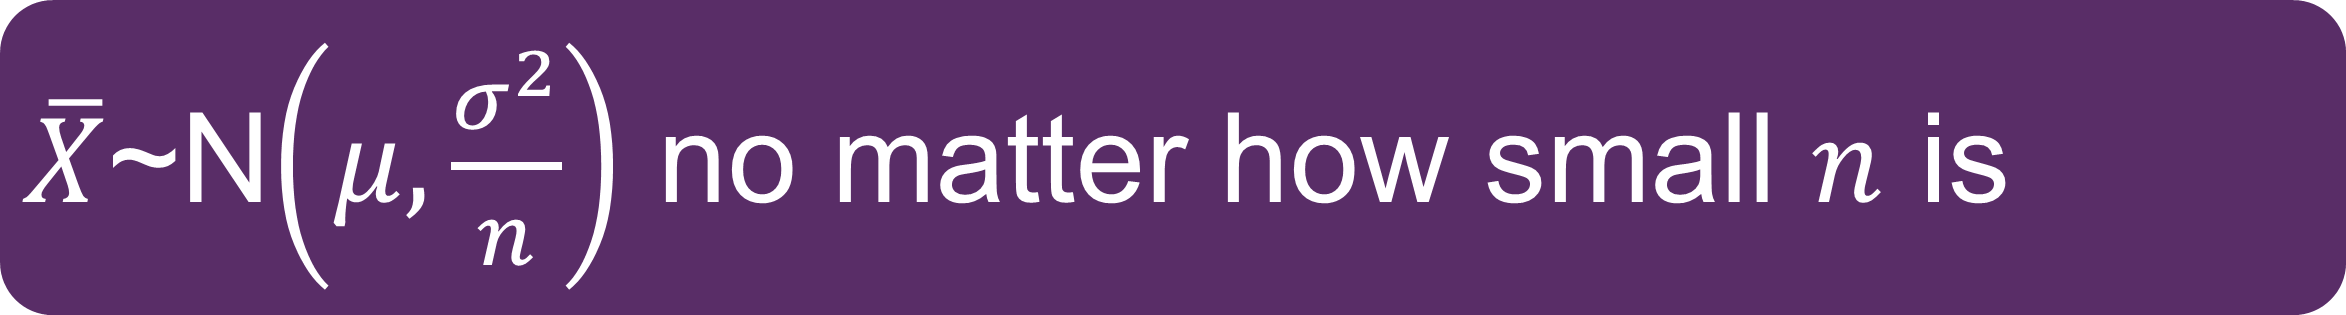 X̄~N(μ, σ²/n) no matter how small n is